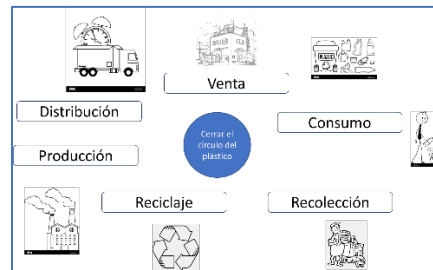 Venta
Distribución
Consumo
Cerrar el
círculo del
plástico
Producción
Reciclaje
Recolección